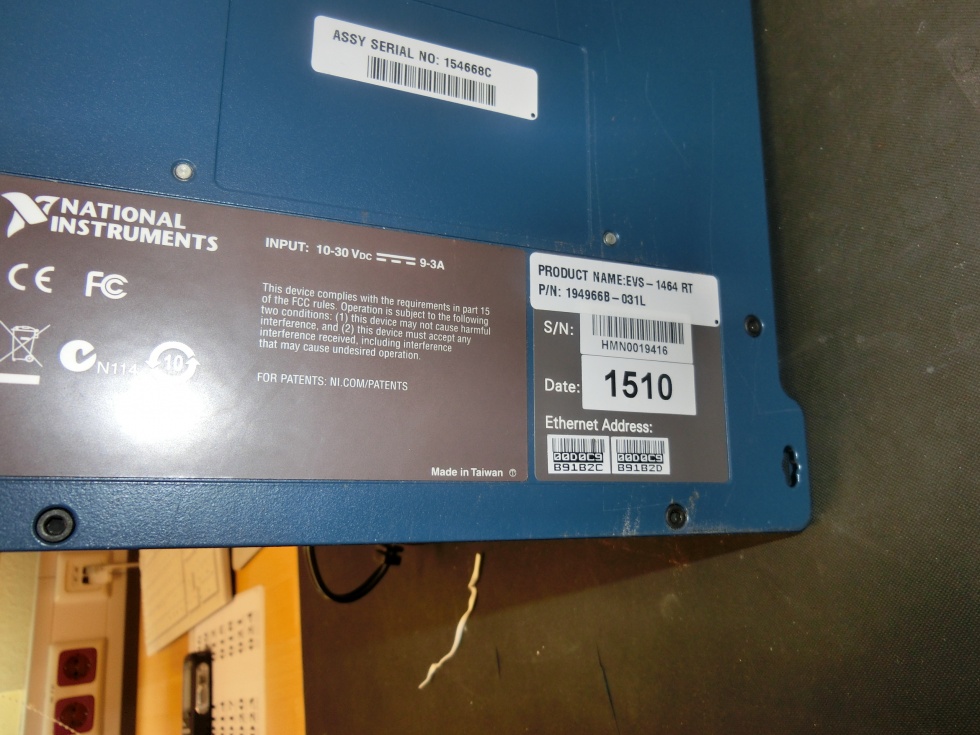 ASSY SERIAL NO: 154668C
NATIONAL
INSTRUMENTS
CE FC
N114
10
INPUT: 10-30 VDC 9-3A
This device complies with the requirements in part 15
of the FCC rules. Operation is subject to the following
two conditions: (1) this device may not cause harmful
interference, and (2) this device must accept any
interference received, including interference
that may cause undesired operation.
FOR PATENTS: NI.COM/PATENTS
Made in Taiwan
PRODUCT NAME:EVS-1464 RT
P/N: 194966B-031L
S/N:
HMN0019416
Date: 1510
Ethernet Address:
0080C9 0080C9
B91B2C B91B2D